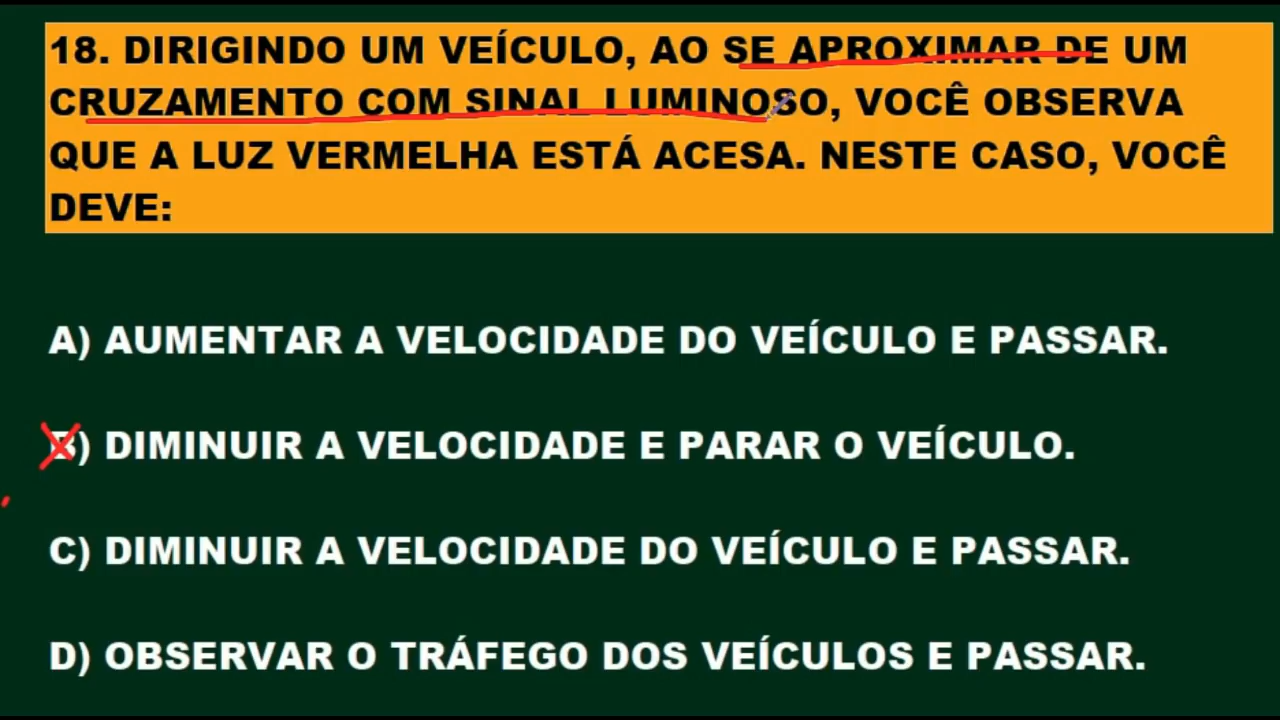 18. DIRIGINDO UM VEÍCULO, AO SE APROXIMAR DE UM
CRUZAMENTO COM SINAL LUMINOSO, VOCÊ OBSERVA
QUE A LUZ VERMELHA ESTÁ ACESA. NESTE CASO, VOCÊ
DEVE:
A) AUMENTAR A VELOCIDADE DO VEÍCULO E PASSAR.
B) DIMINUIR A VELOCIDADE E PARAR O VEÍCULO.
C) DIMINUIR A VELOCIDADE DO VEÍCULO E PASSAR.
D) OBSERVAR O TRÁFEGO DOS VEÍCULOS E PASSAR.